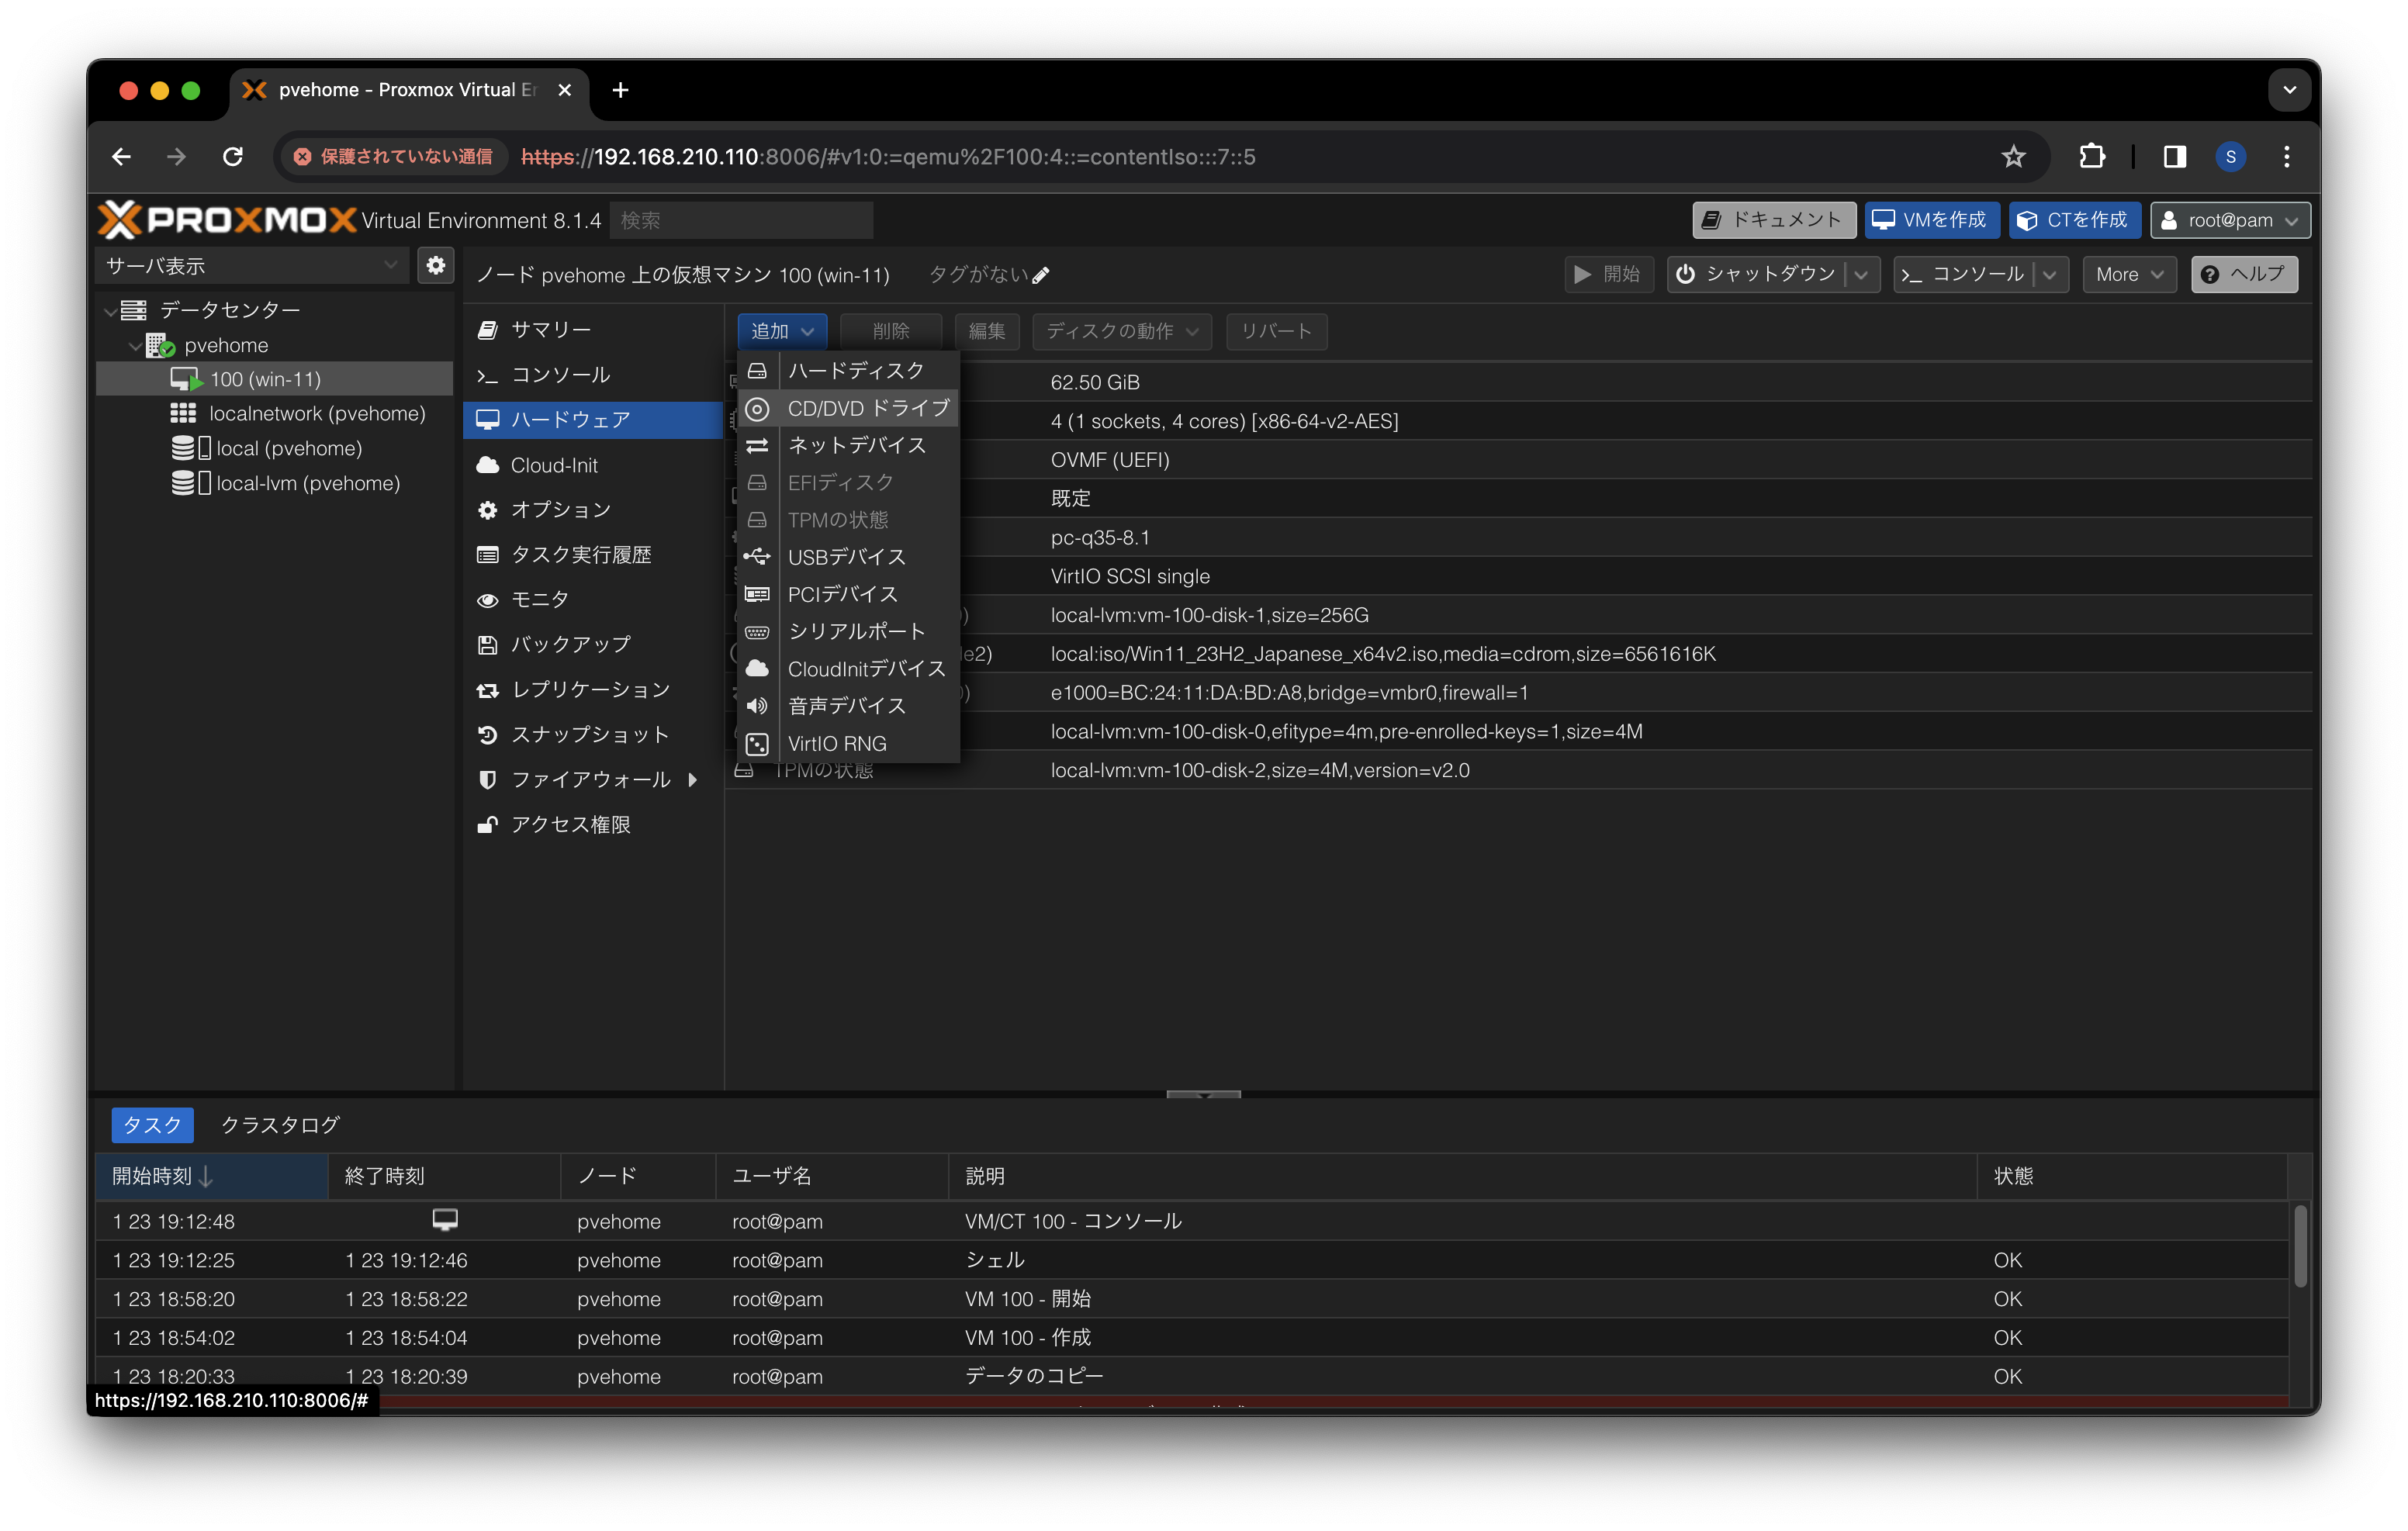 pvehome - Proxmox Virtual Er
保護されていない通信 https://192.168.210.110:8006/#v1:0:=qemu%2F100:4::=contentIso:::7::5
S
PROXMOX Virtual Environment 8.1.4 検索
ドキュメント VMを作成 CTを作成 root@pam
サーバ表示
データセンター
pvehome
100 (win-11)
localnetwork (pvehome)
local (pvehome)
local-lvm (pvehome)
ノード pvehome 上の仮想マシン 100 (win-11) タグがない
開始 シャットダウン コンソール More ヘルプ
サマリー
コンソール
ハードウェア
Cloud-Init
オプション
タスク実行履歴
モニタ
バックアップ
レプリケーション
スナップショット
ファイアウォール
アクセス権限
追加 削除 編集 ディスクの動作 リバート
ハードディスク
CD/DVD ドライブ
ネットデバイス
EFIディスク
TPMの状態
USBデバイス
PCIデバイス
シリアルポート
CloudInitデバイス
音声デバイス
VirtIO RNG
62.50 GiB
4 (1 sockets, 4 cores) [x86-64-v2-AES]
OVMF (UEFI)
既定
pc-q35-8.1
VirtIO SCSI single
local-lvm:vm-100-disk-1,size=256G
le2) local:iso/Win11_23H2_Japanese_x64v2.iso,media=cdrom,size=6561616K
e1000=BC:24:11:DA:BD:A8,bridge=vmbr0,firewall=1
local-lvm:vm-100-disk-0,efitype=4m,pre-enrolled-keys=1,size=4M
TPMの状態 local-lvm:vm-100-disk-2,size=4M,version=v2.0
タスク クラスタログ
開始時刻 終了時刻 ノード ユーザ名 説明 状態
1 23 19:12:48 pvehome root@pam VM/CT 100 - コンソール
1 23 19:12:25 1 23 19:12:46 pvehome root@pam シェル OK
1 23 18:58:20 1 23 18:58:22 pvehome root@pam VM 100 - 開始 OK
1 23 18:54:02 1 23 18:54:04 pvehome root@pam VM 100 - 作成 OK
1 23 18:20:33 1 23 18:20:39 pvehome root@pam データのコピー OK
https://192.168.210.110:8006/#